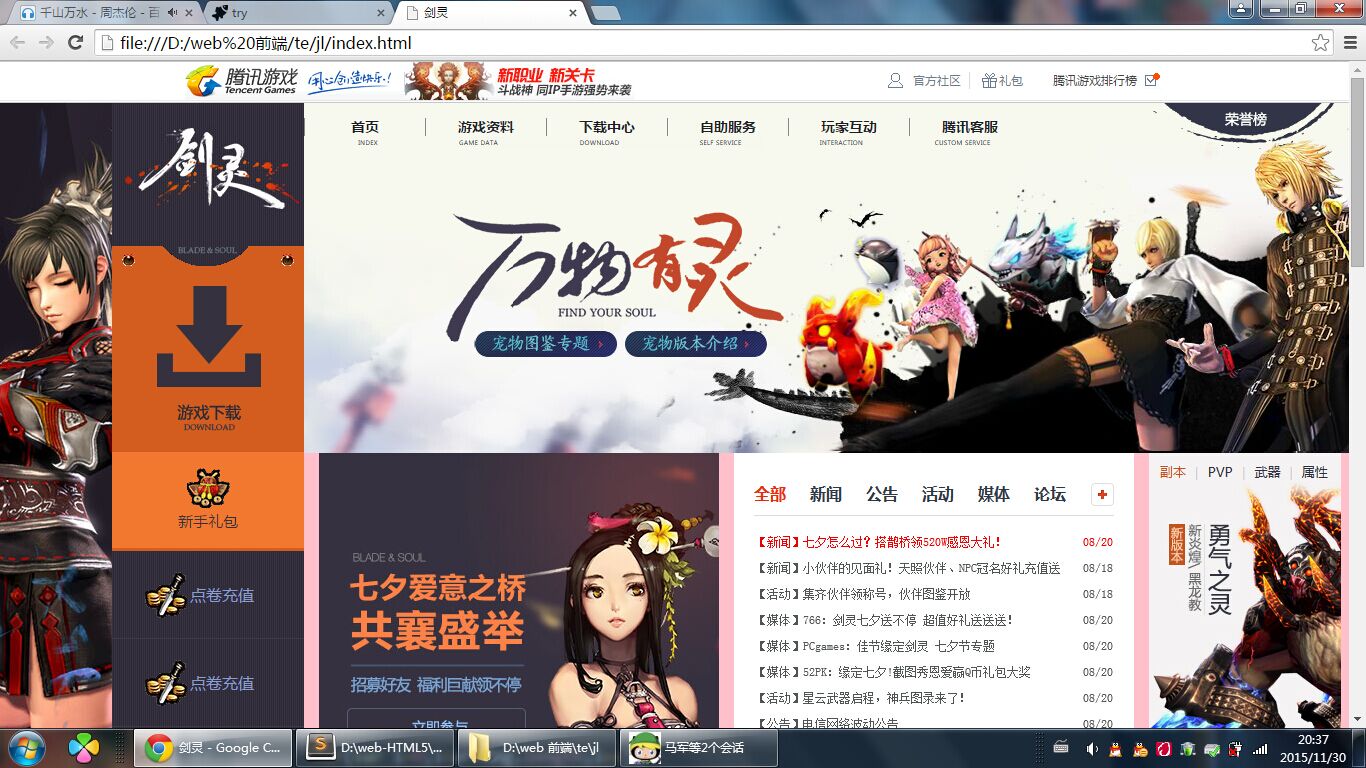 千山万水 - 周杰伦 - 百
try
剑灵
file:///D:/web%20前端/te/jl/index.html
腾讯游戏
Tencent Games
用心创造快乐!
新职业 新关卡
斗战神 同IP手游强势来袭
官方社区
礼包
腾讯游戏排行榜
剑灵
BLADE & SOUL
首页
INDEX
游戏资料
GAME DATA
下载中心
DOWNLOAD
自助服务
SELF SERVICE
玩家互动
INTERACTION
腾讯客服
CUSTOM SERVICE
荣誉榜
万物有灵
FIND YOUR SOUL
宠物图鉴专题 ›
宠物版本介绍 ›
游戏下载
DOWNLOAD
新手礼包
点卷充值
点卷充值
BLADE & SOUL
七夕爱意之桥
共襄盛举
招募好友 福利巨献领不停
立即参与
全部 新闻 公告 活动 媒体 论坛 +
【新闻】七夕怎么过？搭鹊桥领520W感恩大礼! 08/20
【新闻】小伙伴的见面礼！天照伙伴、NPC冠名好礼充值送 08/18
【活动】集齐伙伴领称号，伙伴图鉴开放 08/18
【媒体】766：剑灵七夕送不停 超值好礼送送送! 08/20
【媒体】PCgames：佳节缘定剑灵 七夕节专题 08/20
【媒体】52PK：缘定七夕!截图秀恩爱赢Q币礼包大奖 08/20
【活动】星云武器启程，神兵图录来了! 08/20
【公告】电信网络波动公告 08/20
副本 PVP 武器 属性
勇气之灵
新炎煌/黑龙教
新版本
剑灵 - Google C...
D:\web-HTML5\...
D:\web 前端\te\jl
马军等2个会话
20:37
2015/11/30